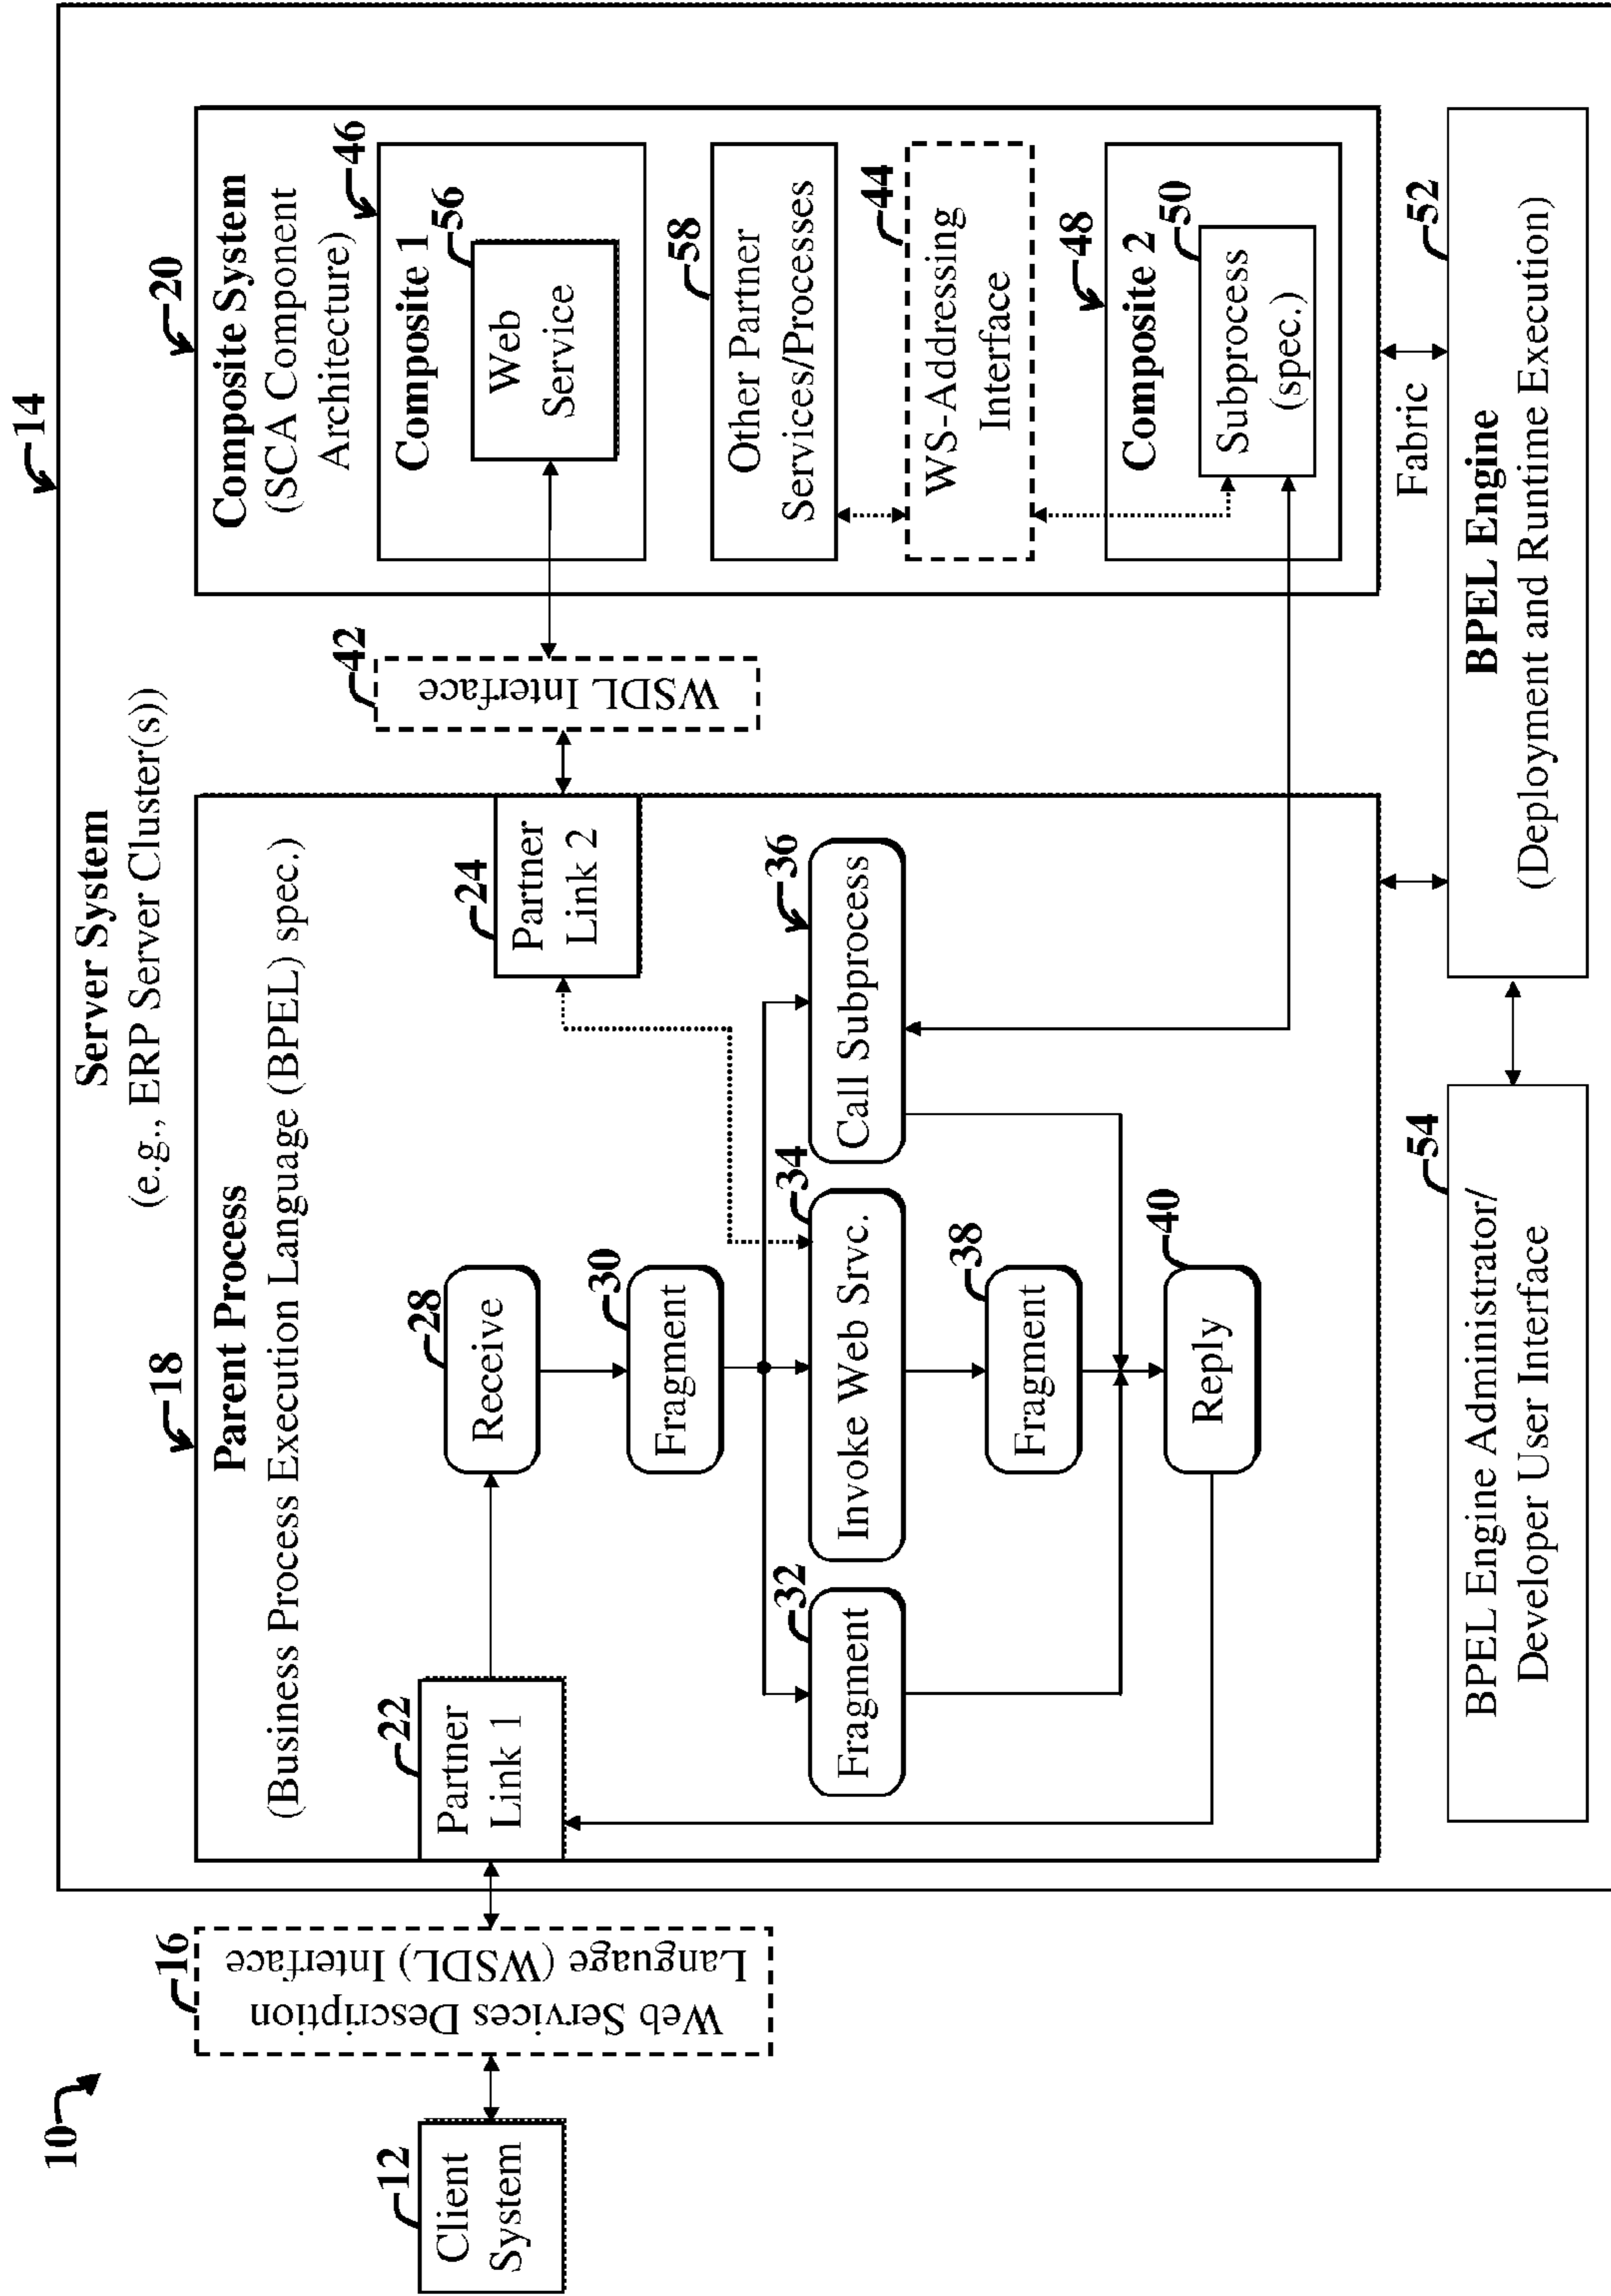 10
14
Server System
(e.g., ERP Server Cluster(s))
12
Client
System
16
Web Services Description
Language (WSDL) Interface
18
Parent Process
(Business Process Execution Language (BPEL) spec.)
22
Partner
Link 1
28
Receive
30
Fragment
24
Partner
Link 2
32
Fragment
34
Invoke Web Srvc.
36
Call Subprocess
38
Fragment
40
Reply
42
WSDL Interface
20
Composite System
(SCA Component
Architecture)
46
Composite 1
56
Web
Service
58
Other Partner
Services/Processes
44
WS-Addressing
Interface
48
Composite 2
50
Subprocess
(spec.)
Fabric
54
BPEL Engine Administrator/
Developer User Interface
52
BPEL Engine
(Deployment and Runtime Execution)